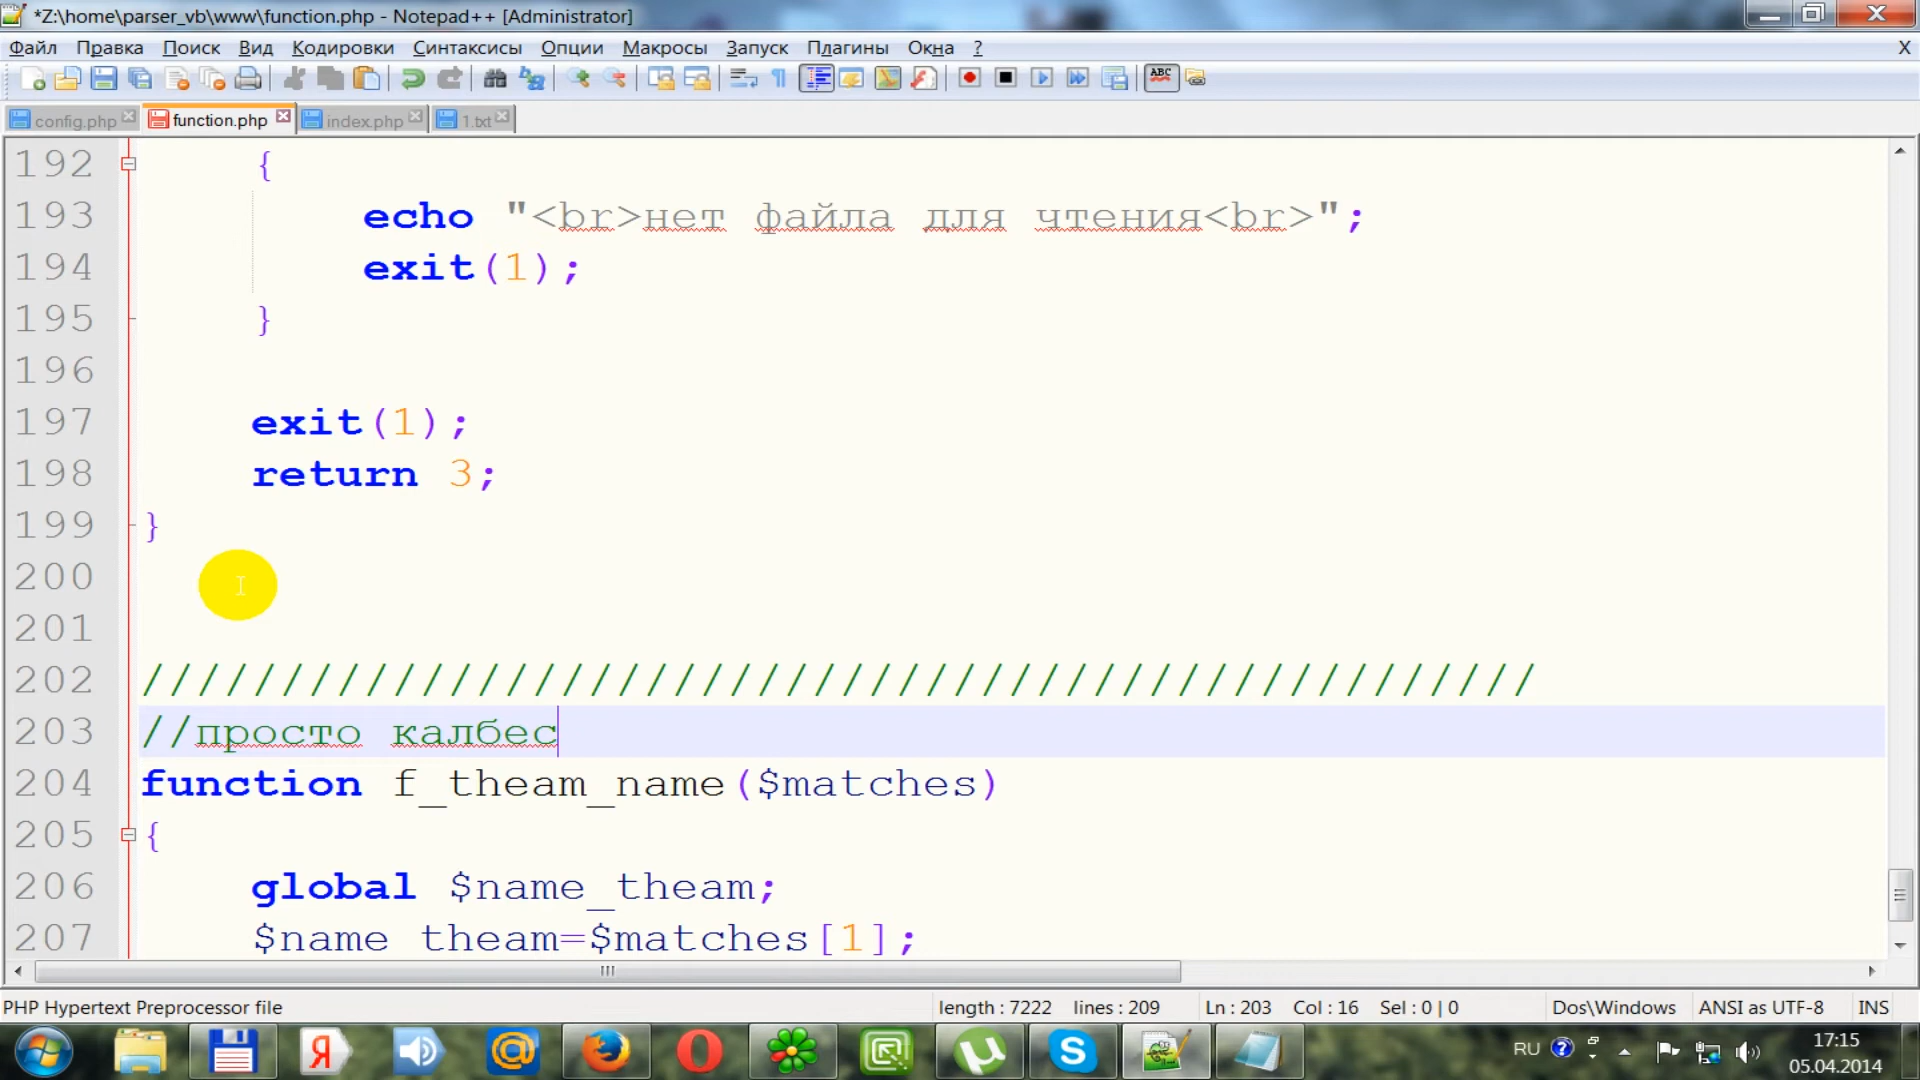 *Z:\home\parser_vb\www\function.php - Notepad++ [Administrator]
Файл Правка Поиск Вид Кодировки Синтаксисы Опции Макросы Запуск Плагины Окна ? X
config.php function.php index.php 1.txt
192 {
193 echo "<br>нет файла для чтения<br>";
194 exit(1);
195 }
196
197 exit(1);
198 return 3;
199 }
200
201
202 //////////////////////////////////////////////////
203 //просто калбес
204 function f_theam_name($matches)
205 {
206 global $name_theam;
207 $name_theam=$matches[1];
PHP Hypertext Preprocessor file length : 7222 lines : 209 Ln : 203 Col : 16 Sel : 0 | 0 Dos\Windows ANSI as UTF-8 INS
RU 17:15
05.04.2014